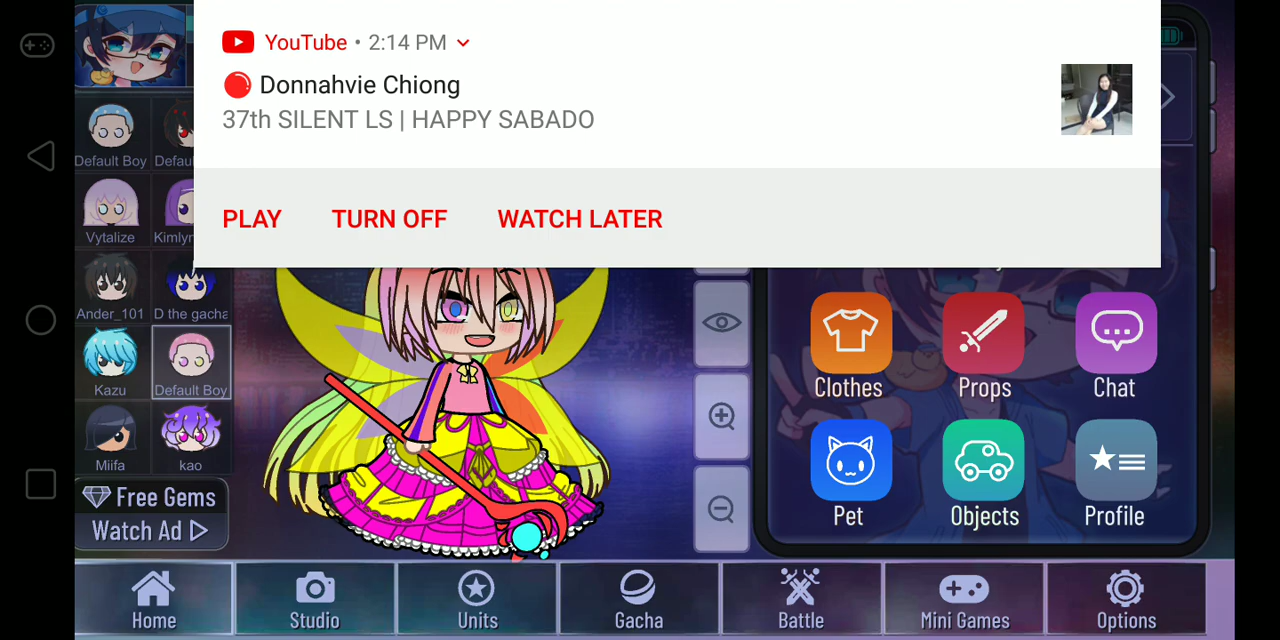 YouTube • 2:14 PM
Donnahvie Chiong
37th SILENT LS | HAPPY SABADO
PLAY TURN OFF WATCH LATER
Default Boy
Vytalize
Ander_101 D the gacha
Kazu Default Boy
Miifa kao
Free Gems
Watch Ad
Clothes Props Chat
Pet Objects Profile
Home Studio Units Gacha Battle Mini Games Options